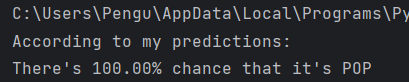 C:\Users\Pengu\AppData\Local\Programs\Py
According to my predictions:
There's 100.00% chance that it's POP